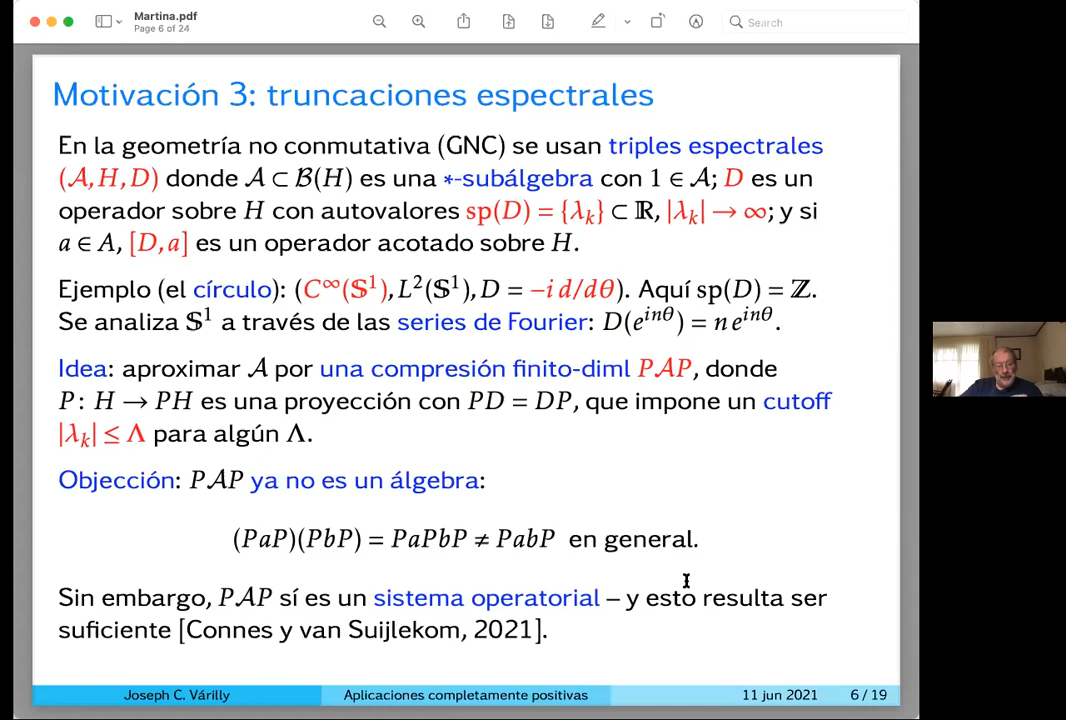 Martina.pdf
Page 6 of 24
Search
Motivación 3: truncaciones espectrales
En la geometría no conmutativa (GNC) se usan triples espectrales
(𝒜, H, D) donde 𝒜 ⊂ ℬ(H) es una *-subálgebra con 1 ∈ 𝒜; D es un
operador sobre H con autovalores sp(D) = {λₖ} ⊂ ℝ, |λₖ| → ∞; y si
a ∈ A, [D, a] es un operador acotado sobre H.
Ejemplo (el círculo): (C^∞(𝕊¹), L²(𝕊¹), D = −i d/dθ). Aquí sp(D) = ℤ.
Se analiza 𝕊¹ a través de las series de Fourier: D(e^{inθ}) = n e^{inθ}.
Idea: aproximar 𝒜 por una compresión finito-diml P𝒜P, donde
P: H → PH es una proyección con PD = DP, que impone un cutoff
|λₖ| ≤ Λ para algún Λ.
Objección: P𝒜P ya no es un álgebra:
(PaP)(PbP) = PaPbP ≠ PabP en general.
Sin embargo, P𝒜P sí es un sistema operatorial – y esto resulta ser
suficiente [Connes y van Suijlekom, 2021].
Joseph C. Várilly Aplicaciones completamente positivas 11 jun 2021 6 / 19